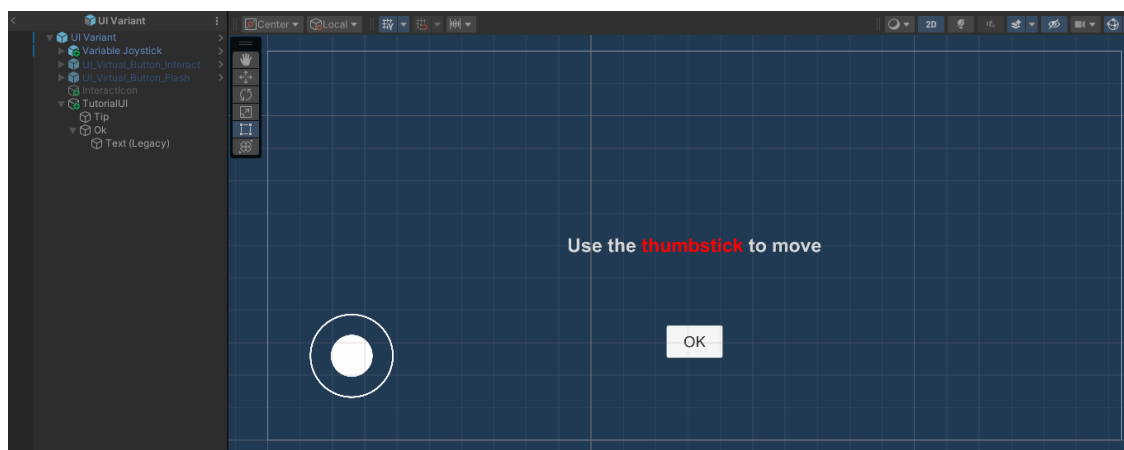 UI Variant
Center Local 2D
UI Variant
Variable Joystick
UI_Virtual_Button_Interact
UI_Virtual_Button_Flash
InteractIcon
TutorialUI
Tip
Ok
Text (Legacy)
Use the thumbstick to move
OK